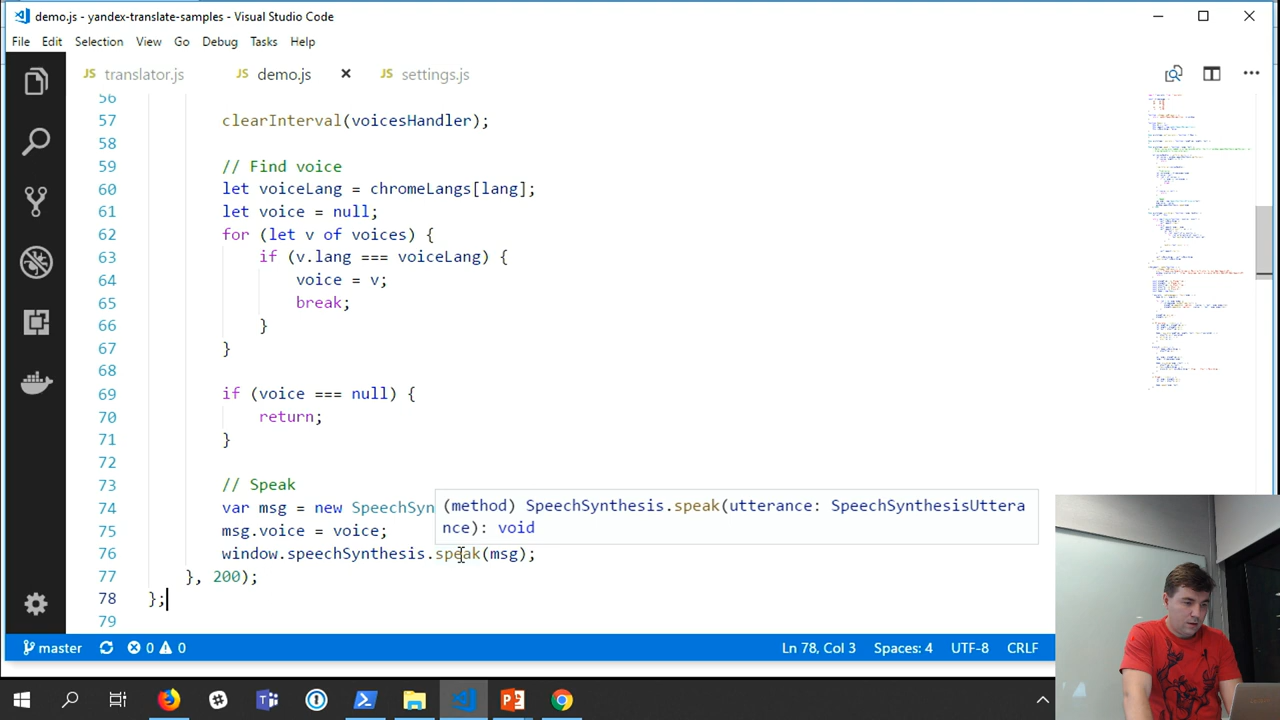 demo.js - yandex-translate-samples - Visual Studio Code
File Edit Selection View Go Debug Tasks Help
JS translator.js JS demo.js JS settings.js
56
57 clearInterval(voicesHandler);
58
59 // Find voice
60 let voiceLang = chromeLangs[lang];
61 let voice = null;
62 for (let v of voices) {
63 if (v.lang === voiceLang) {
64 voice = v;
65 break;
66 }
67 }
68
69 if (voice === null) {
70 return;
71 }
72
73 // Speak
(method) SpeechSynthesis.speak(utterance: SpeechSynthesisUttera
nce): void
74 var msg = new SpeechSyn
75 msg.voice = voice;
76 window.speechSynthesis.speak(msg);
77 }, 200);
78 };
79
master 0 0 Ln 78, Col 3 Spaces: 4 UTF-8 CRLF